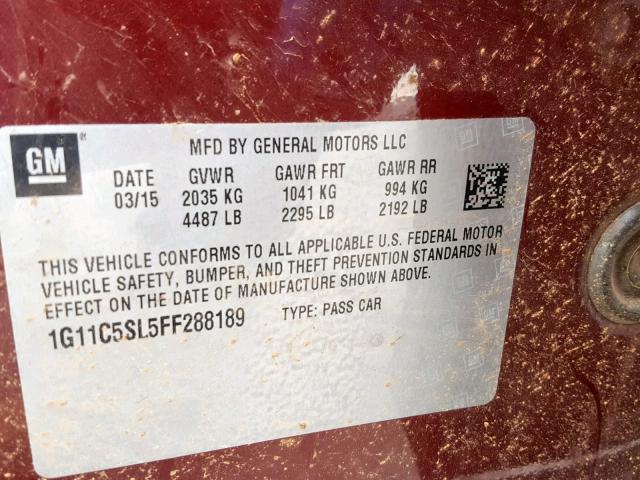 GM ®
MFD BY GENERAL MOTORS LLC
DATE GVWR GAWR FRT GAWR RR
03/15 2035 KG 1041 KG 994 KG
4487 LB 2295 LB 2192 LB
THIS VEHICLE CONFORMS TO ALL APPLICABLE U.S. FEDERAL MOTOR
VEHICLE SAFETY, BUMPER, AND THEFT PREVENTION STANDARDS IN
EFFECT ON THE DATE OF MANUFACTURE SHOWN ABOVE.
1G11C5SL5FF288189 TYPE: PASS CAR